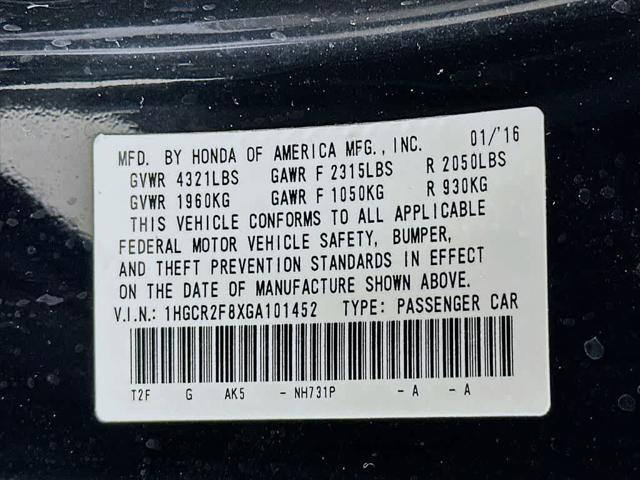 MFD. BY HONDA OF AMERICA MFG., INC. 01/'16
GVWR 4321LBS GAWR F 2315LBS R 2050LBS
GVWR 1960KG GAWR F 1050KG R 930KG
THIS VEHICLE CONFORMS TO ALL APPLICABLE
FEDERAL MOTOR VEHICLE SAFETY, BUMPER,
AND THEFT PREVENTION STANDARDS IN EFFECT
ON THE DATE OF MANUFACTURE SHOWN ABOVE.
V.I.N.: 1HGCR2F8XGA101452 TYPE: PASSENGER CAR
T2F G AK5 - NH731P - A - A